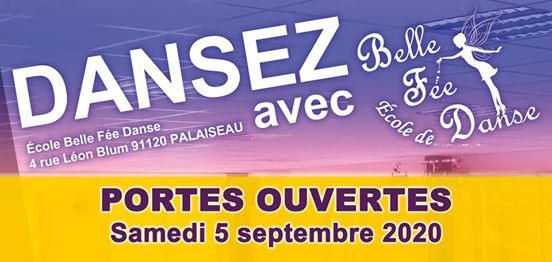 DANSEZ
avec
Belle
Fée
École de Danse
École Belle Fée Danse
4 rue Léon Blum 91120 PALAISEAU
PORTES OUVERTES
Samedi 5 septembre 2020